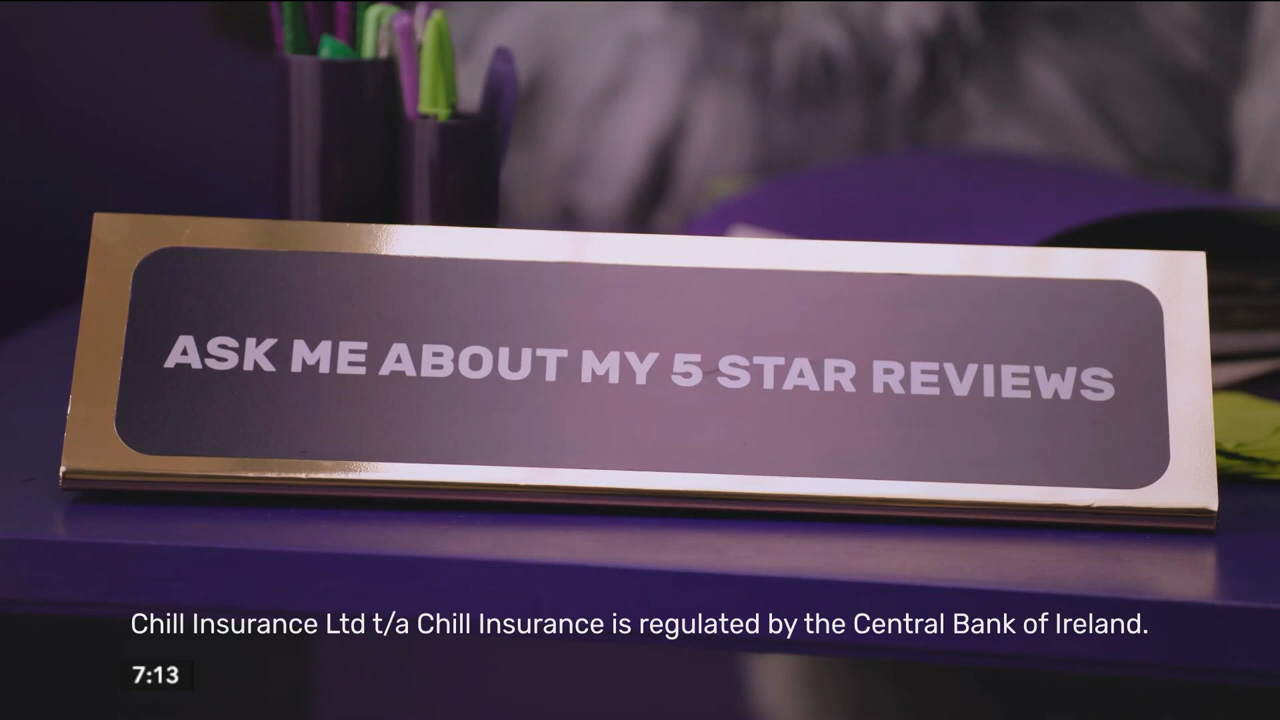 ASK ME ABOUT MY 5 STAR REVIEWS
Chill Insurance Ltd t/a Chill Insurance is regulated by the Central Bank of Ireland.
7:13